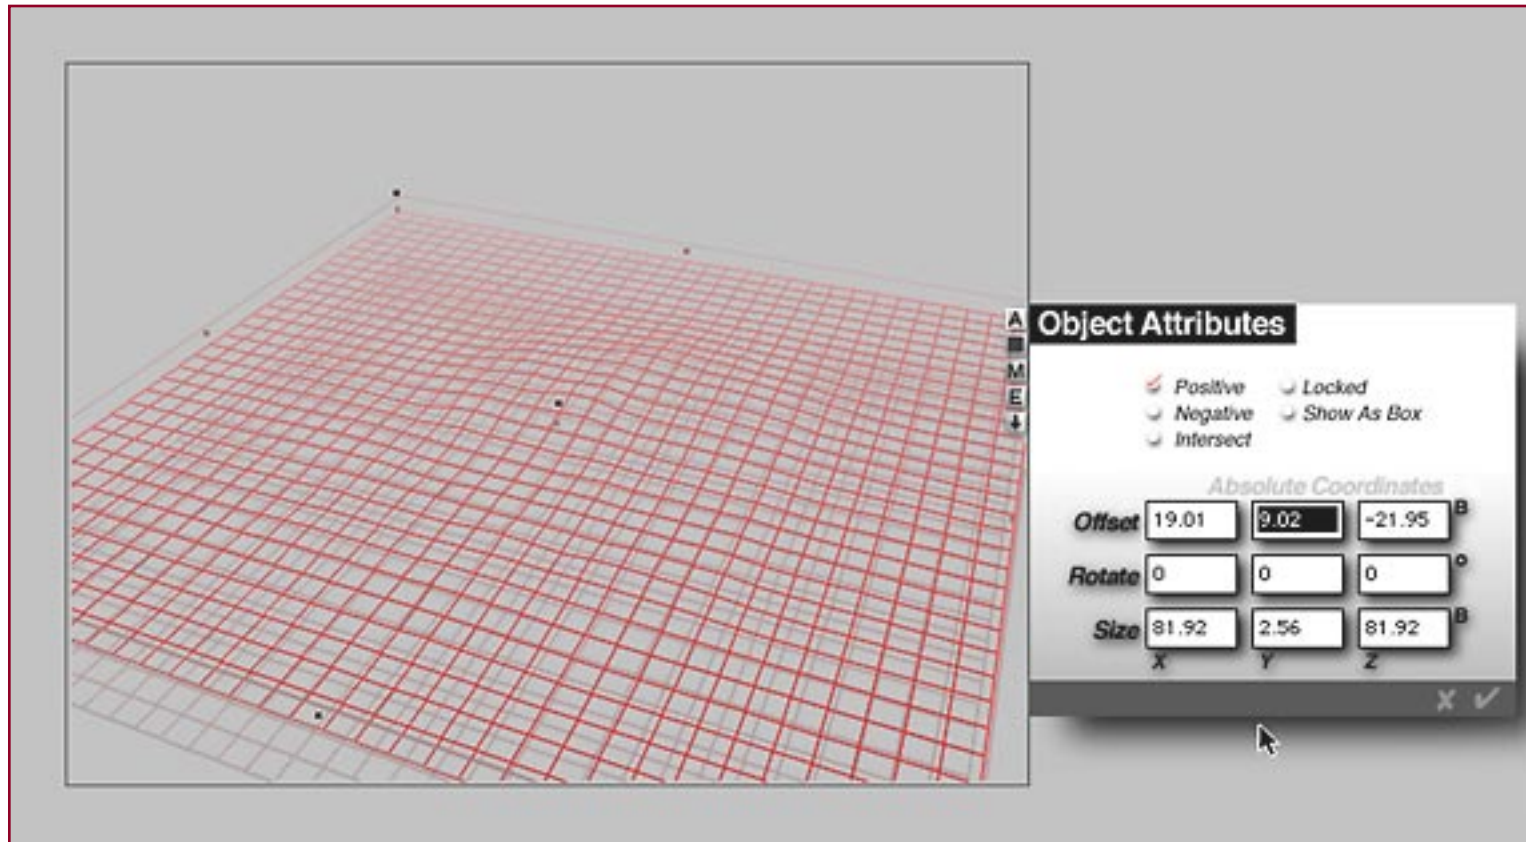 A
M
E
Object Attributes
Positive Locked
Negative Show As Box
Intersect
Absolute Coordinates
Offset 19.01 9.02 -21.95 B
Rotate 0 0 0 °
Size 81.92 2.56 81.92 B
X Y Z